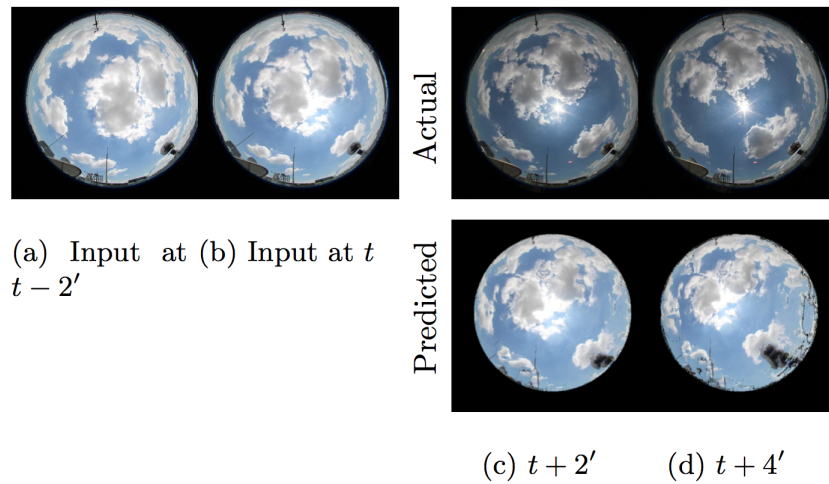 Actual
(a) Input at (b) Input at t
t − 2′
Predicted
(c) t + 2′ (d) t + 4′